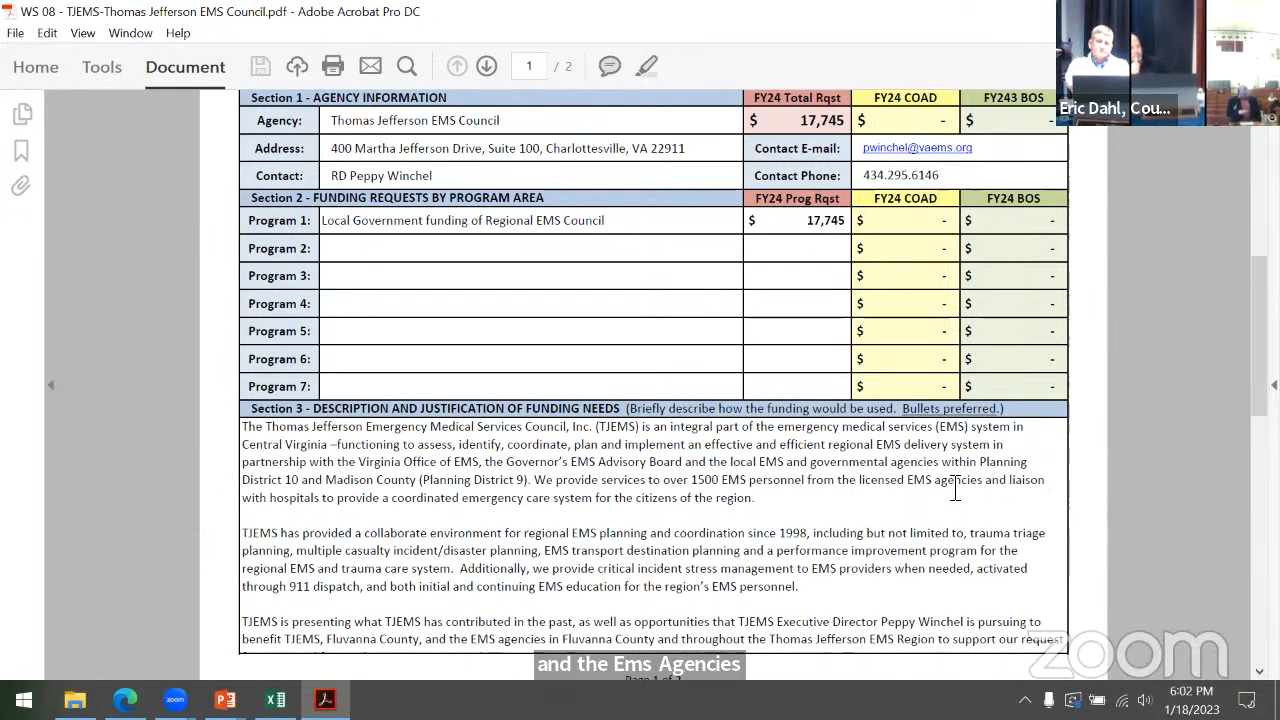 WS 08 - TJEMS-Thomas Jefferson EMS Council.pdf - Adobe Acrobat Pro DC
File Edit View Window Help
Home Tools Document 1 / 2
Eric Dahl, Cou...
Section 1 - AGENCY INFORMATION FY24 Total Rqst FY24 COAD FY243 BOS
Agency: Thomas Jefferson EMS Council $ 17,745 $ - $ -
Address: 400 Martha Jefferson Drive, Suite 100, Charlottesville, VA 22911 Contact E-mail: pwinchel@vaems.org
Contact: RD Peppy Winchel Contact Phone: 434.295.6146
Section 2 - FUNDING REQUESTS BY PROGRAM AREA FY24 Prog Rqst FY24 COAD FY24 BOS
Program 1: Local Government funding of Regional EMS Council $ 17,745 $ - $ -
Program 2: $ - $ -
Program 3: $ - $ -
Program 4: $ - $ -
Program 5: $ - $ -
Program 6: $ - $ -
Program 7: $ - $ -
Section 3 - DESCRIPTION AND JUSTIFICATION OF FUNDING NEEDS (Briefly describe how the funding would be used. Bullets preferred.)
The Thomas Jefferson Emergency Medical Services Council, Inc. (TJEMS) is an integral part of the emergency medical services (EMS) system in
Central Virginia –functioning to assess, identify, coordinate, plan and implement an effective and efficient regional EMS delivery system in
partnership with the Virginia Office of EMS, the Governor's EMS Advisory Board and the local EMS and governmental agencies within Planning
District 10 and Madison County (Planning District 9). We provide services to over 1500 EMS personnel from the licensed EMS agencies and liaison
with hospitals to provide a coordinated emergency care system for the citizens of the region.
TJEMS has provided a collaborate environment for regional EMS planning and coordination since 1998, including but not limited to, trauma triage
planning, multiple casualty incident/disaster planning, EMS transport destination planning and a performance improvement program for the
regional EMS and trauma care system. Additionally, we provide critical incident stress management to EMS providers when needed, activated
through 911 dispatch, and both initial and continuing EMS education for the region's EMS personnel.
TJEMS is presenting what TJEMS has contributed in the past, as well as opportunities that TJEMS Executive Director Peppy Winchel is pursuing to
benefit TJEMS, Fluvanna County, and the EMS agencies in Fluvanna County and throughout the Thomas Jefferson EMS Region to support our request
and the Ems Agencies
zoom
zoom
6:02 PM
1/18/2023